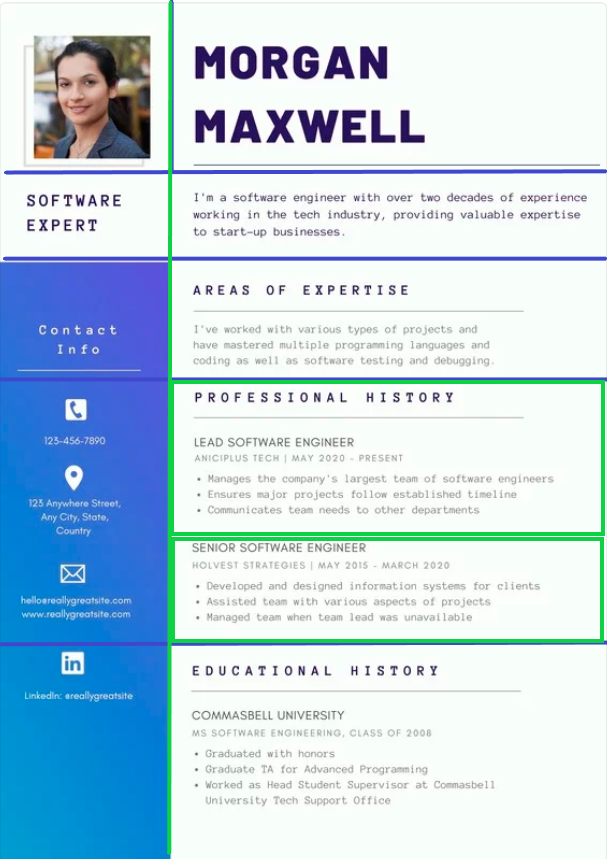 MORGAN
MAXWELL
SOFTWARE
EXPERT
I'm a software engineer with over two decades of experience
working in the tech industry, providing valuable expertise
to start-up businesses.
Contact
Info
123-456-7890
123 Anywhere Street,
Any City, State,
Country
hello@reallygreatsite.com
www.reallygreatsite.com
in
LinkedIn: @reallygreatsite
AREAS OF EXPERTISE
I've worked with various types of projects and
have mastered multiple programming languages and
coding as well as software testing and debugging.
PROFESSIONAL HISTORY
LEAD SOFTWARE ENGINEER
ANICIPLUS TECH | MAY 2020 - PRESENT
• Manages the company's largest team of software engineers
• Ensures major projects follow established timeline
• Communicates team needs to other departments
SENIOR SOFTWARE ENGINEER
HOLVEST STRATEGIES | MAY 2015 - MARCH 2020
• Developed and designed information systems for clients
• Assisted team with various aspects of projects
• Managed team when team lead was unavailable
EDUCATIONAL HISTORY
COMMASBELL UNIVERSITY
MS SOFTWARE ENGINEERING, CLASS OF 2008
• Graduated with honors
• Graduate TA for Advanced Programming
• Worked as Head Student Supervisor at Commasbell
University Tech Support Office